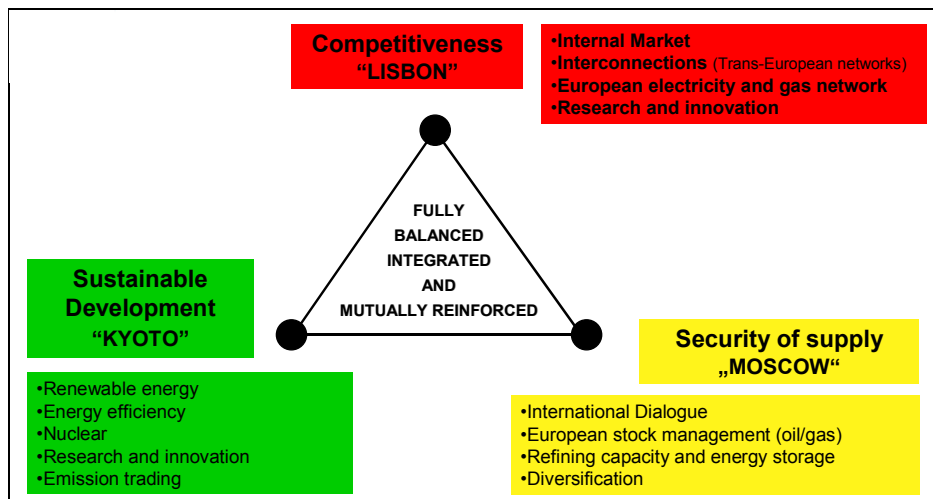 Competitiveness
“LISBON”
•Internal Market
•Interconnections (Trans-European networks)
•European electricity and gas network
•Research and innovation
FULLY
BALANCED
INTEGRATED
AND
MUTUALLY REINFORCED
Sustainable
Development
“KYOTO”
•Renewable energy
•Energy efficiency
•Nuclear
•Research and innovation
•Emission trading
Security of supply
„MOSCOW“
•International Dialogue
•European stock management (oil/gas)
•Refining capacity and energy storage
•Diversification